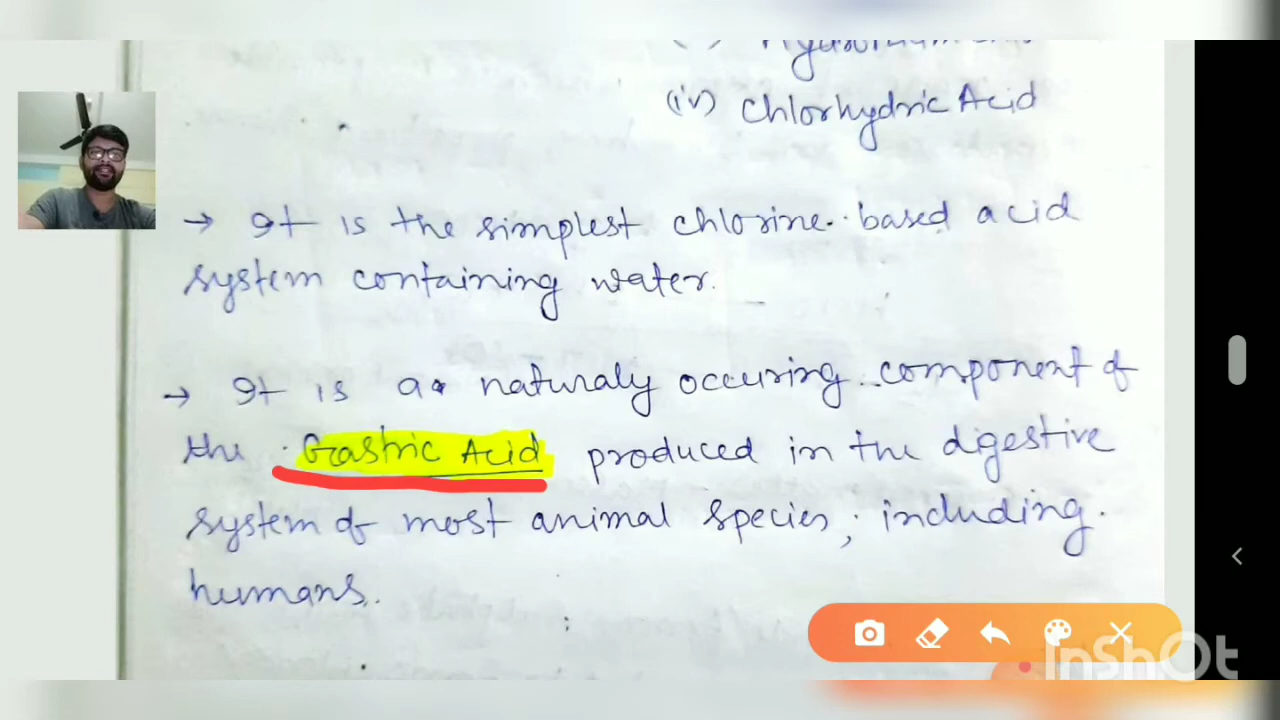 (iv) Chlorhydric Acid
→ It is the simplest chlorine-based acid
system containing water.
→ It is a naturaly occuring component of
the Gastric Acid produced in the digestive
system of most animal species, including
humans.
InShOt